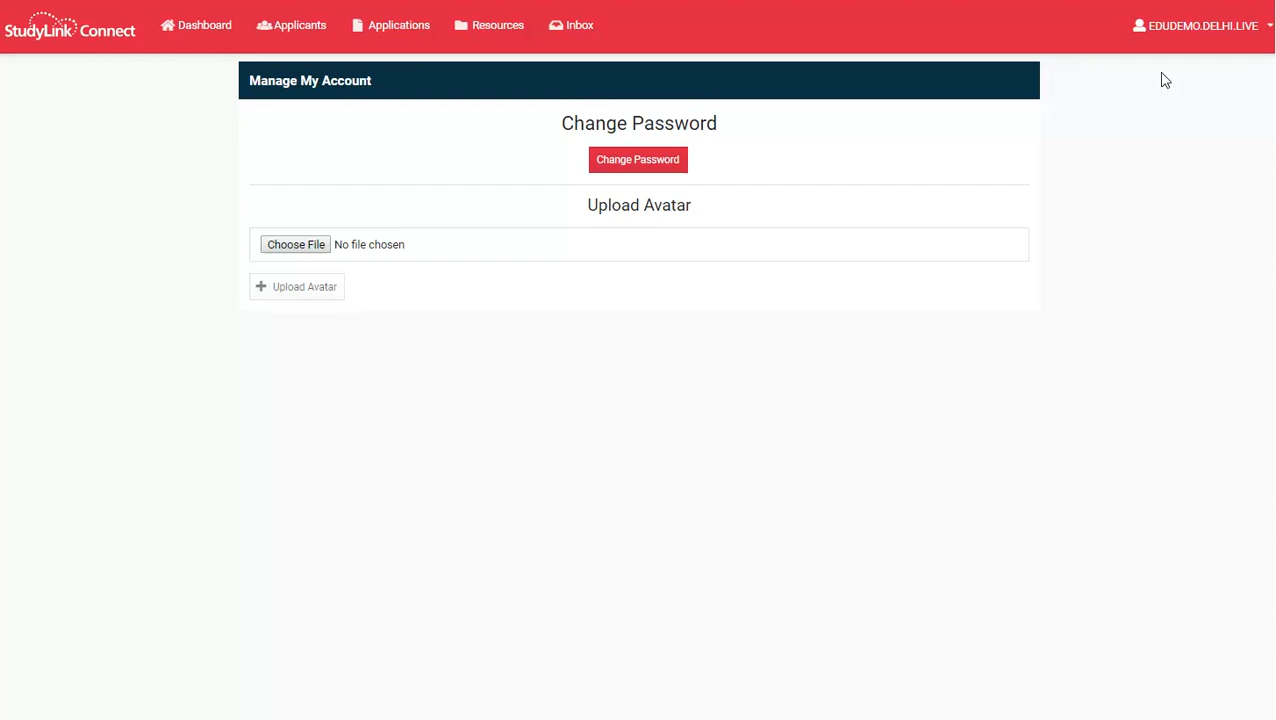 StudyLink Connect Dashboard Applicants Applications Resources Inbox EDUDEMO.DELHI.LIVE
Manage My Account
Change Password
Change Password
Upload Avatar
Choose File No file chosen
Upload Avatar